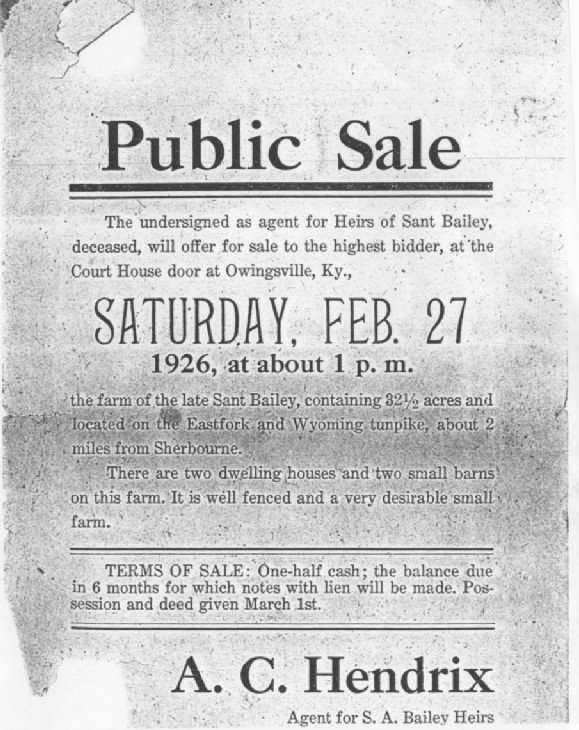 Public Sale
The undersigned as agent for Heirs of Sant Bailey,
deceased, will offer for sale to the highest bidder, at the
Court House door at Owingsville, Ky.,
SATURDAY, FEB. 27
1926, at about 1 p. m.
the farm of the late Sant Bailey, containing 32½ acres and
located on the Eastfork and Wyoming tunpike, about 2
miles from Sherbourne.
There are two dwelling houses and two small barns
on this farm. It is well fenced and a very desirable small
farm.
TERMS OF SALE: One-half cash; the balance due
in 6 months for which notes with lien will be made. Pos-
session and deed given March 1st.
A. C. Hendrix
Agent for S. A. Bailey Heirs